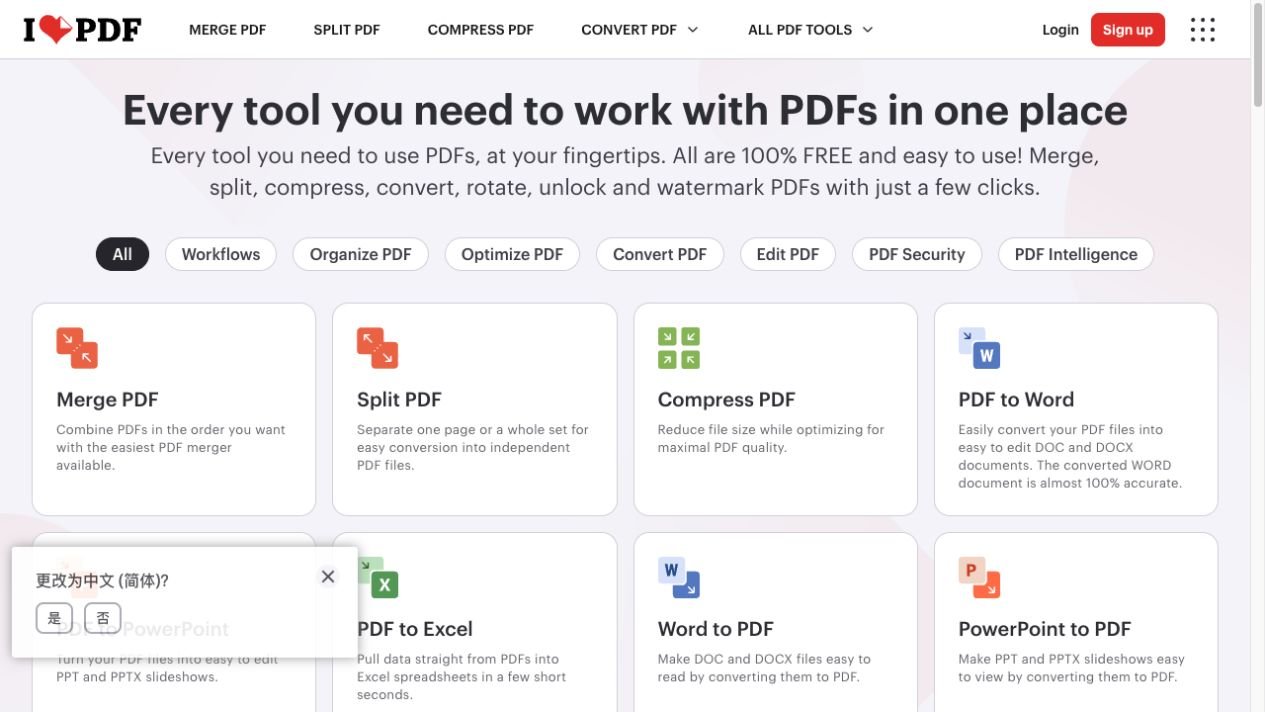 I PDF
MERGE PDF
SPLIT PDF
COMPRESS PDF
CONVERT PDF
ALL PDF TOOLS
Login
Sign up
Every tool you need to work with PDFs in one place
Every tool you need to use PDFs, at your fingertips. All are 100% FREE and easy to use! Merge,
split, compress, convert, rotate, unlock and watermark PDFs with just a few clicks.
All
Workflows
Organize PDF
Optimize PDF
Convert PDF
Edit PDF
PDF Security
PDF Intelligence
Merge PDF
Combine PDFs in the order you want
with the easiest PDF merger
available.
Split PDF
Separate one page or a whole set for
easy conversion into independent
PDF files.
Compress PDF
Reduce file size while optimizing for
maximal PDF quality.
W
PDF to Word
Easily convert your PDF files into
easy to edit DOC and DOCX
documents. The converted WORD
document is almost 100% accurate.
更改为中文 (简体)?
是
否
PDF to PowerPoint
Turn your PDF files into easy to edit
PPT and PPTX slideshows.
X
PDF to Excel
Pull data straight from PDFs into
Excel spreadsheets in a few short
seconds.
W
Word to PDF
Make DOC and DOCX files easy to
read by converting them to PDF.
P
PowerPoint to PDF
Make PPT and PPTX slideshows easy
to view by converting them to PDF.